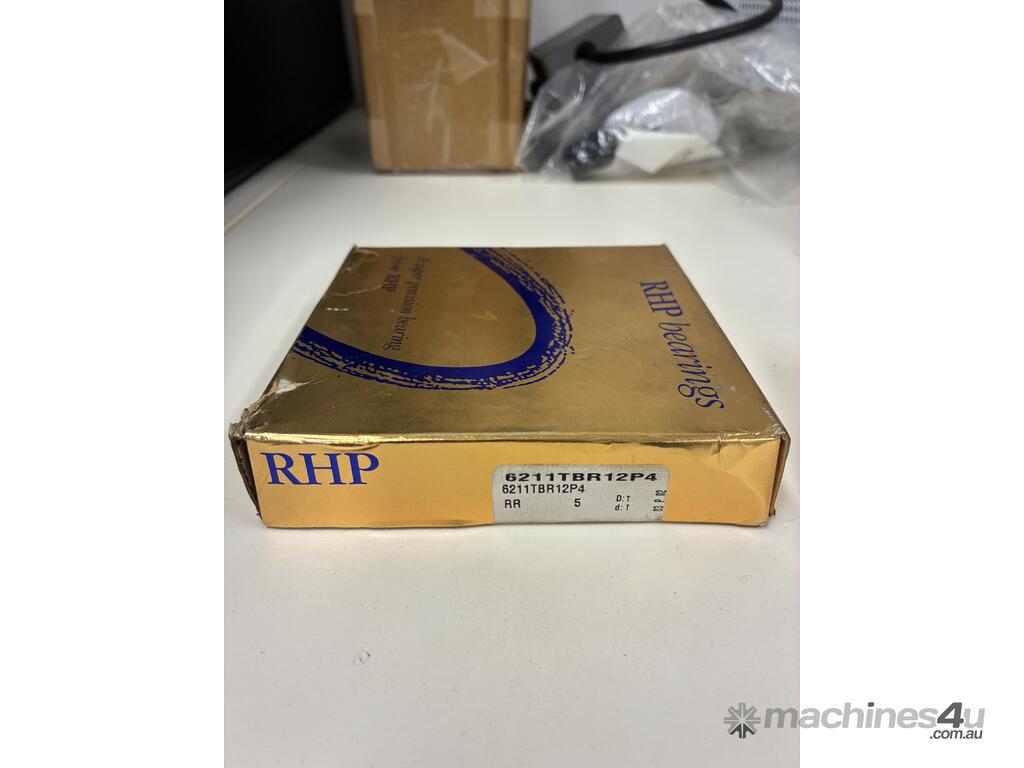 A super precision bearing
from RHP
RHP bearings
RHP
6211TBR12P4
6211TBR12P4
RR 5 D:T
d:T
machines4u
.com.au